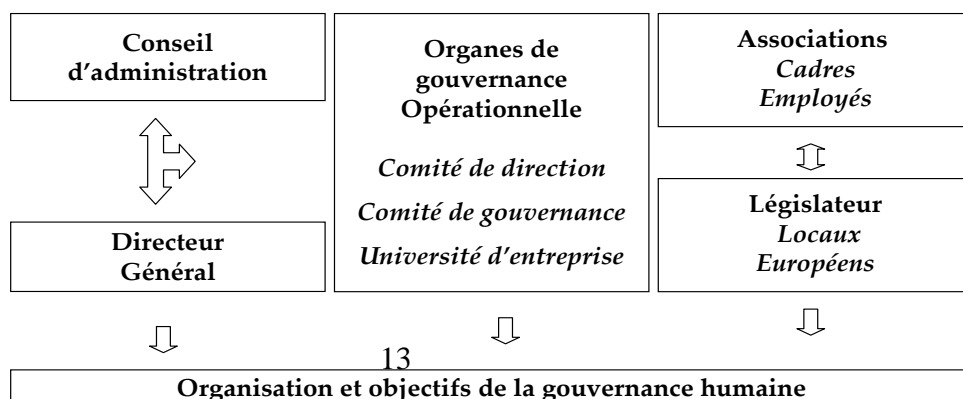 Conseil
d'administration
Directeur
Général
Organes de
gouvernance
Opérationnelle
Comité de direction
Comité de gouvernance
Université d'entreprise
Associations
Cadres
Employés
Législateur
Locaux
Européens
13
Organisation et objectifs de la gouvernance humaine